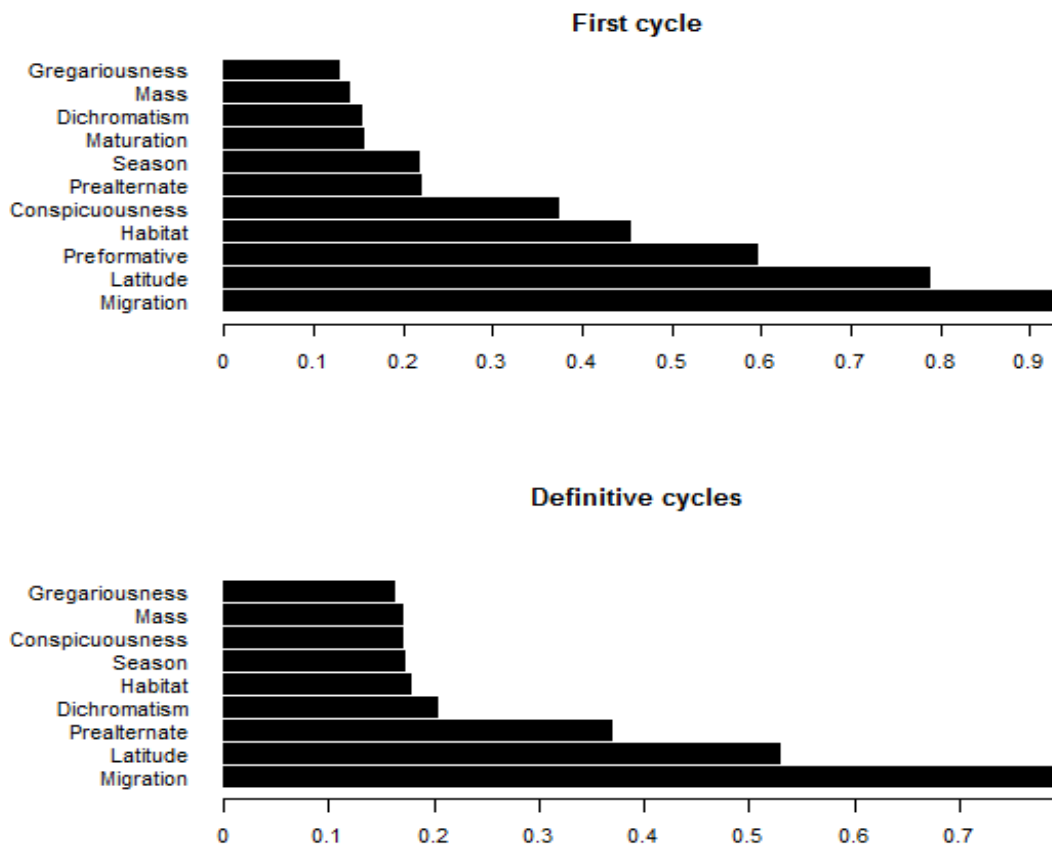 First cycle
Gregariousness
Mass
Dichromatism
Maturation
Season
Prealternate
Conspicuousness
Habitat
Preformative
Latitude
Migration
0 0.1 0.2 0.3 0.4 0.5 0.6 0.7 0.8 0.9
Definitive cycles
Gregariousness
Mass
Conspicuousness
Season
Habitat
Dichromatism
Prealternate
Latitude
Migration
0 0.1 0.2 0.3 0.4 0.5 0.6 0.7